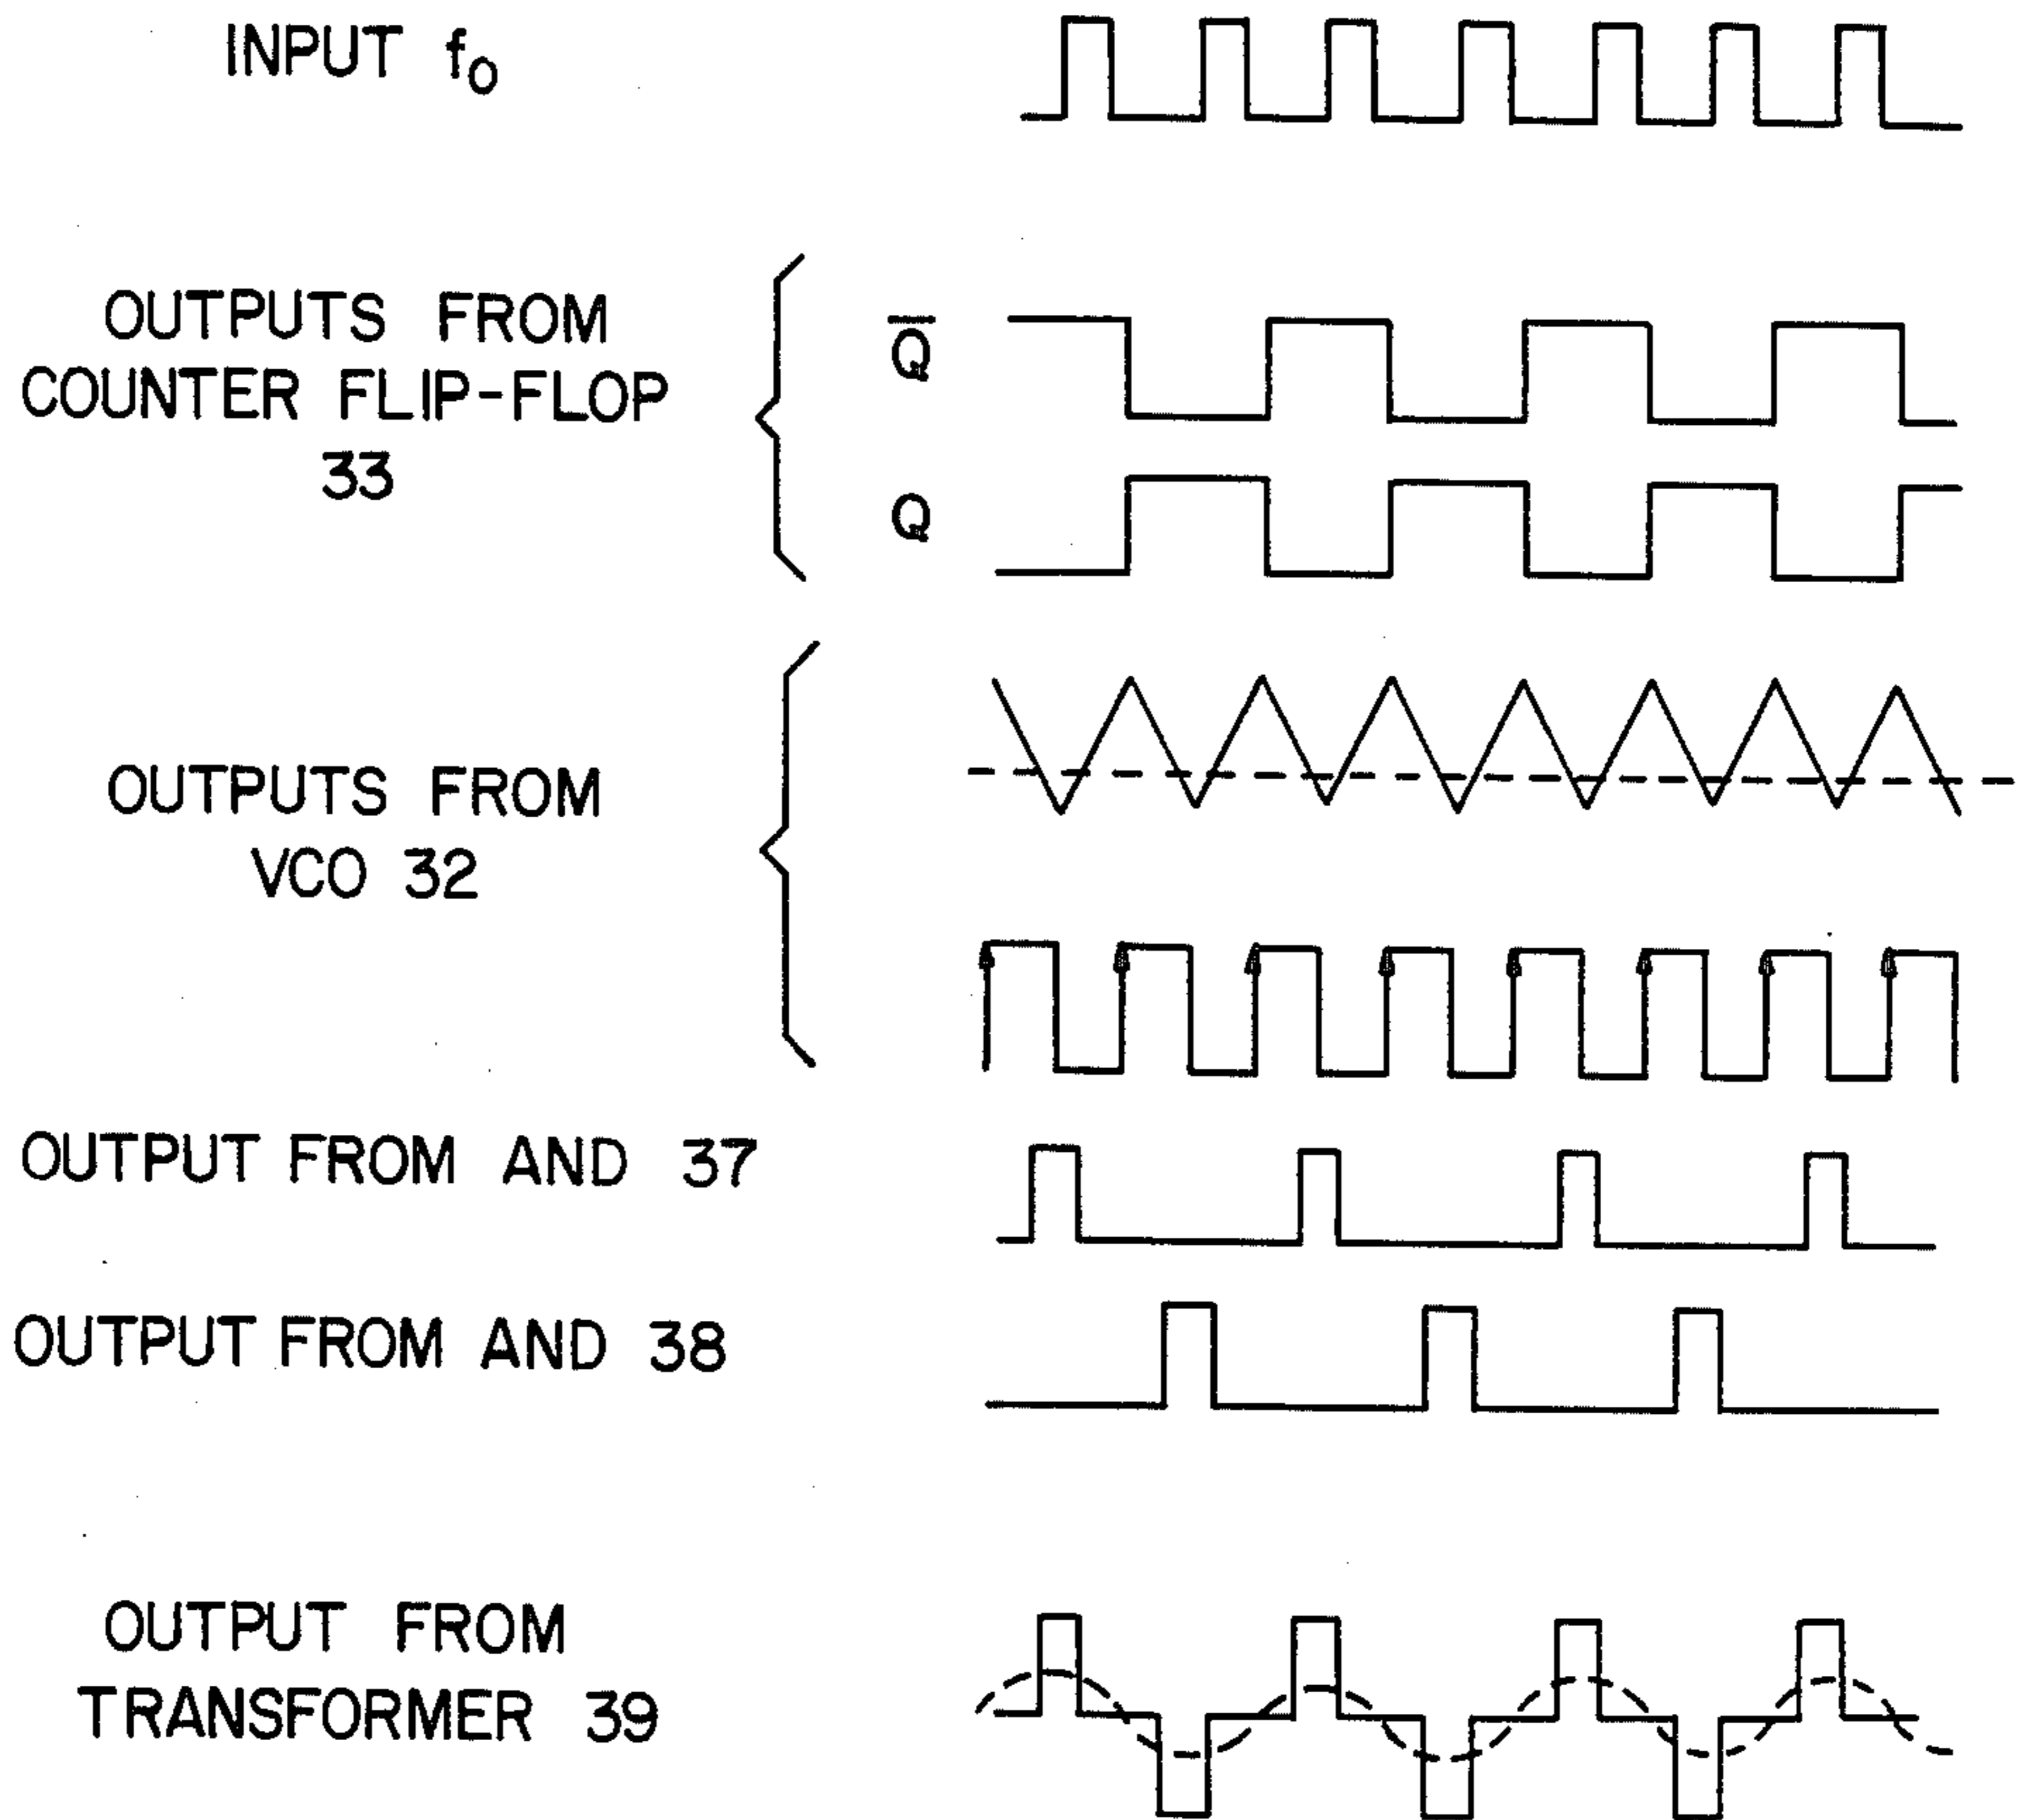 INPUT f₀
OUTPUTS FROM
COUNTER FLIP-FLOP
33
Q̅
Q
OUTPUTS FROM
VCO 32
OUTPUT FROM AND 37
OUTPUT FROM AND 38
OUTPUT FROM
TRANSFORMER 39